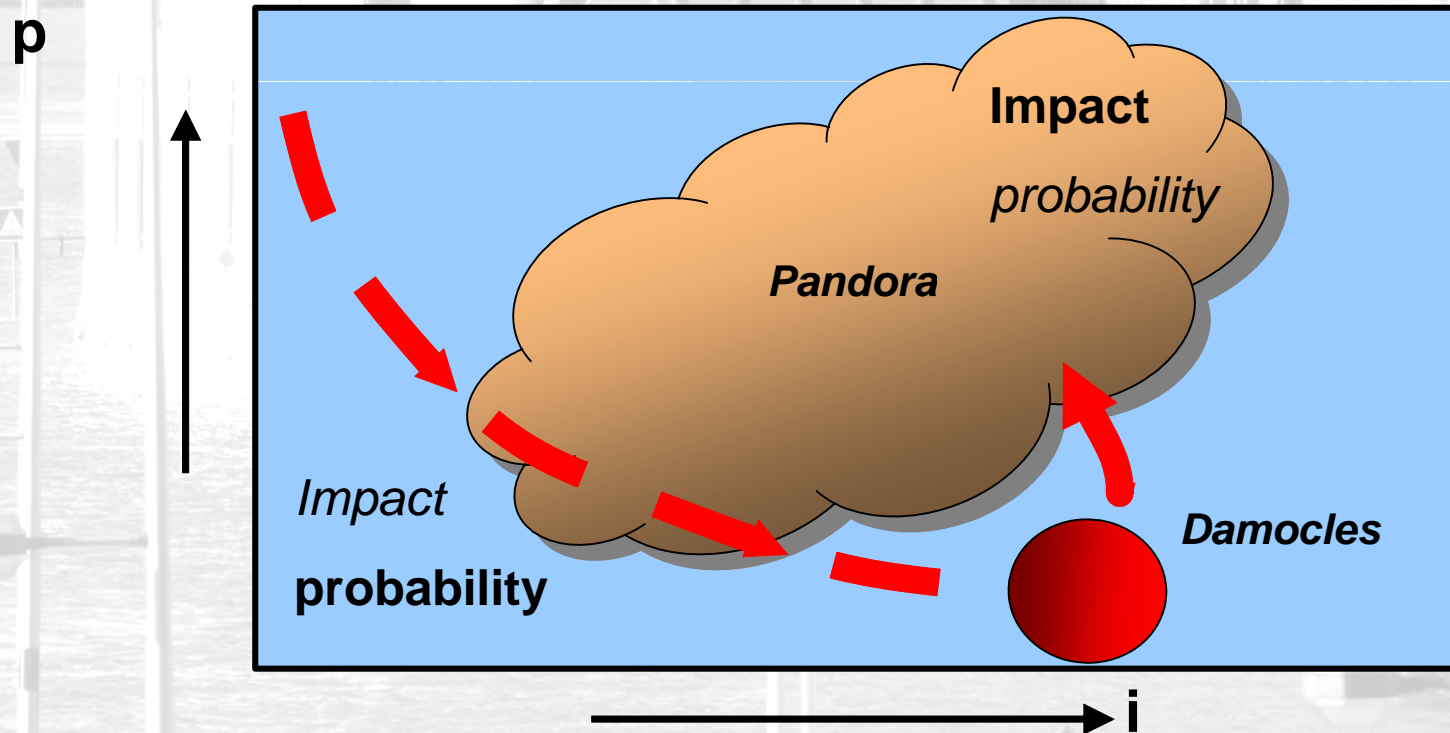 p
Impact
probability
Pandora
Impact
probability
Damocles
i